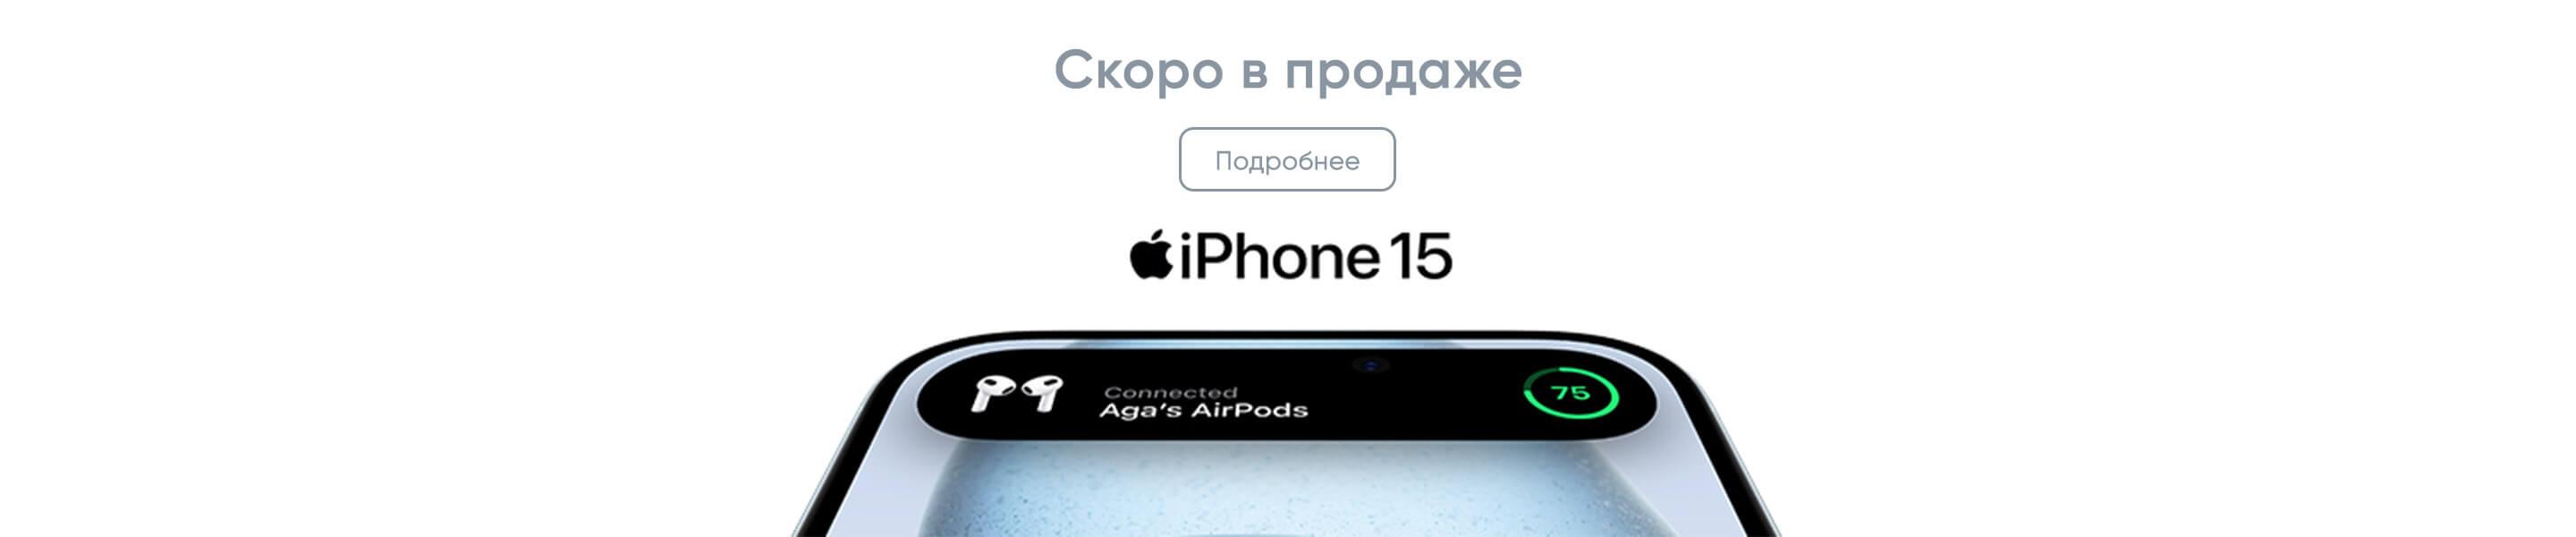 Скоро в продаже
Подробнее
iPhone 15
Connected
Aga's AirPods
75